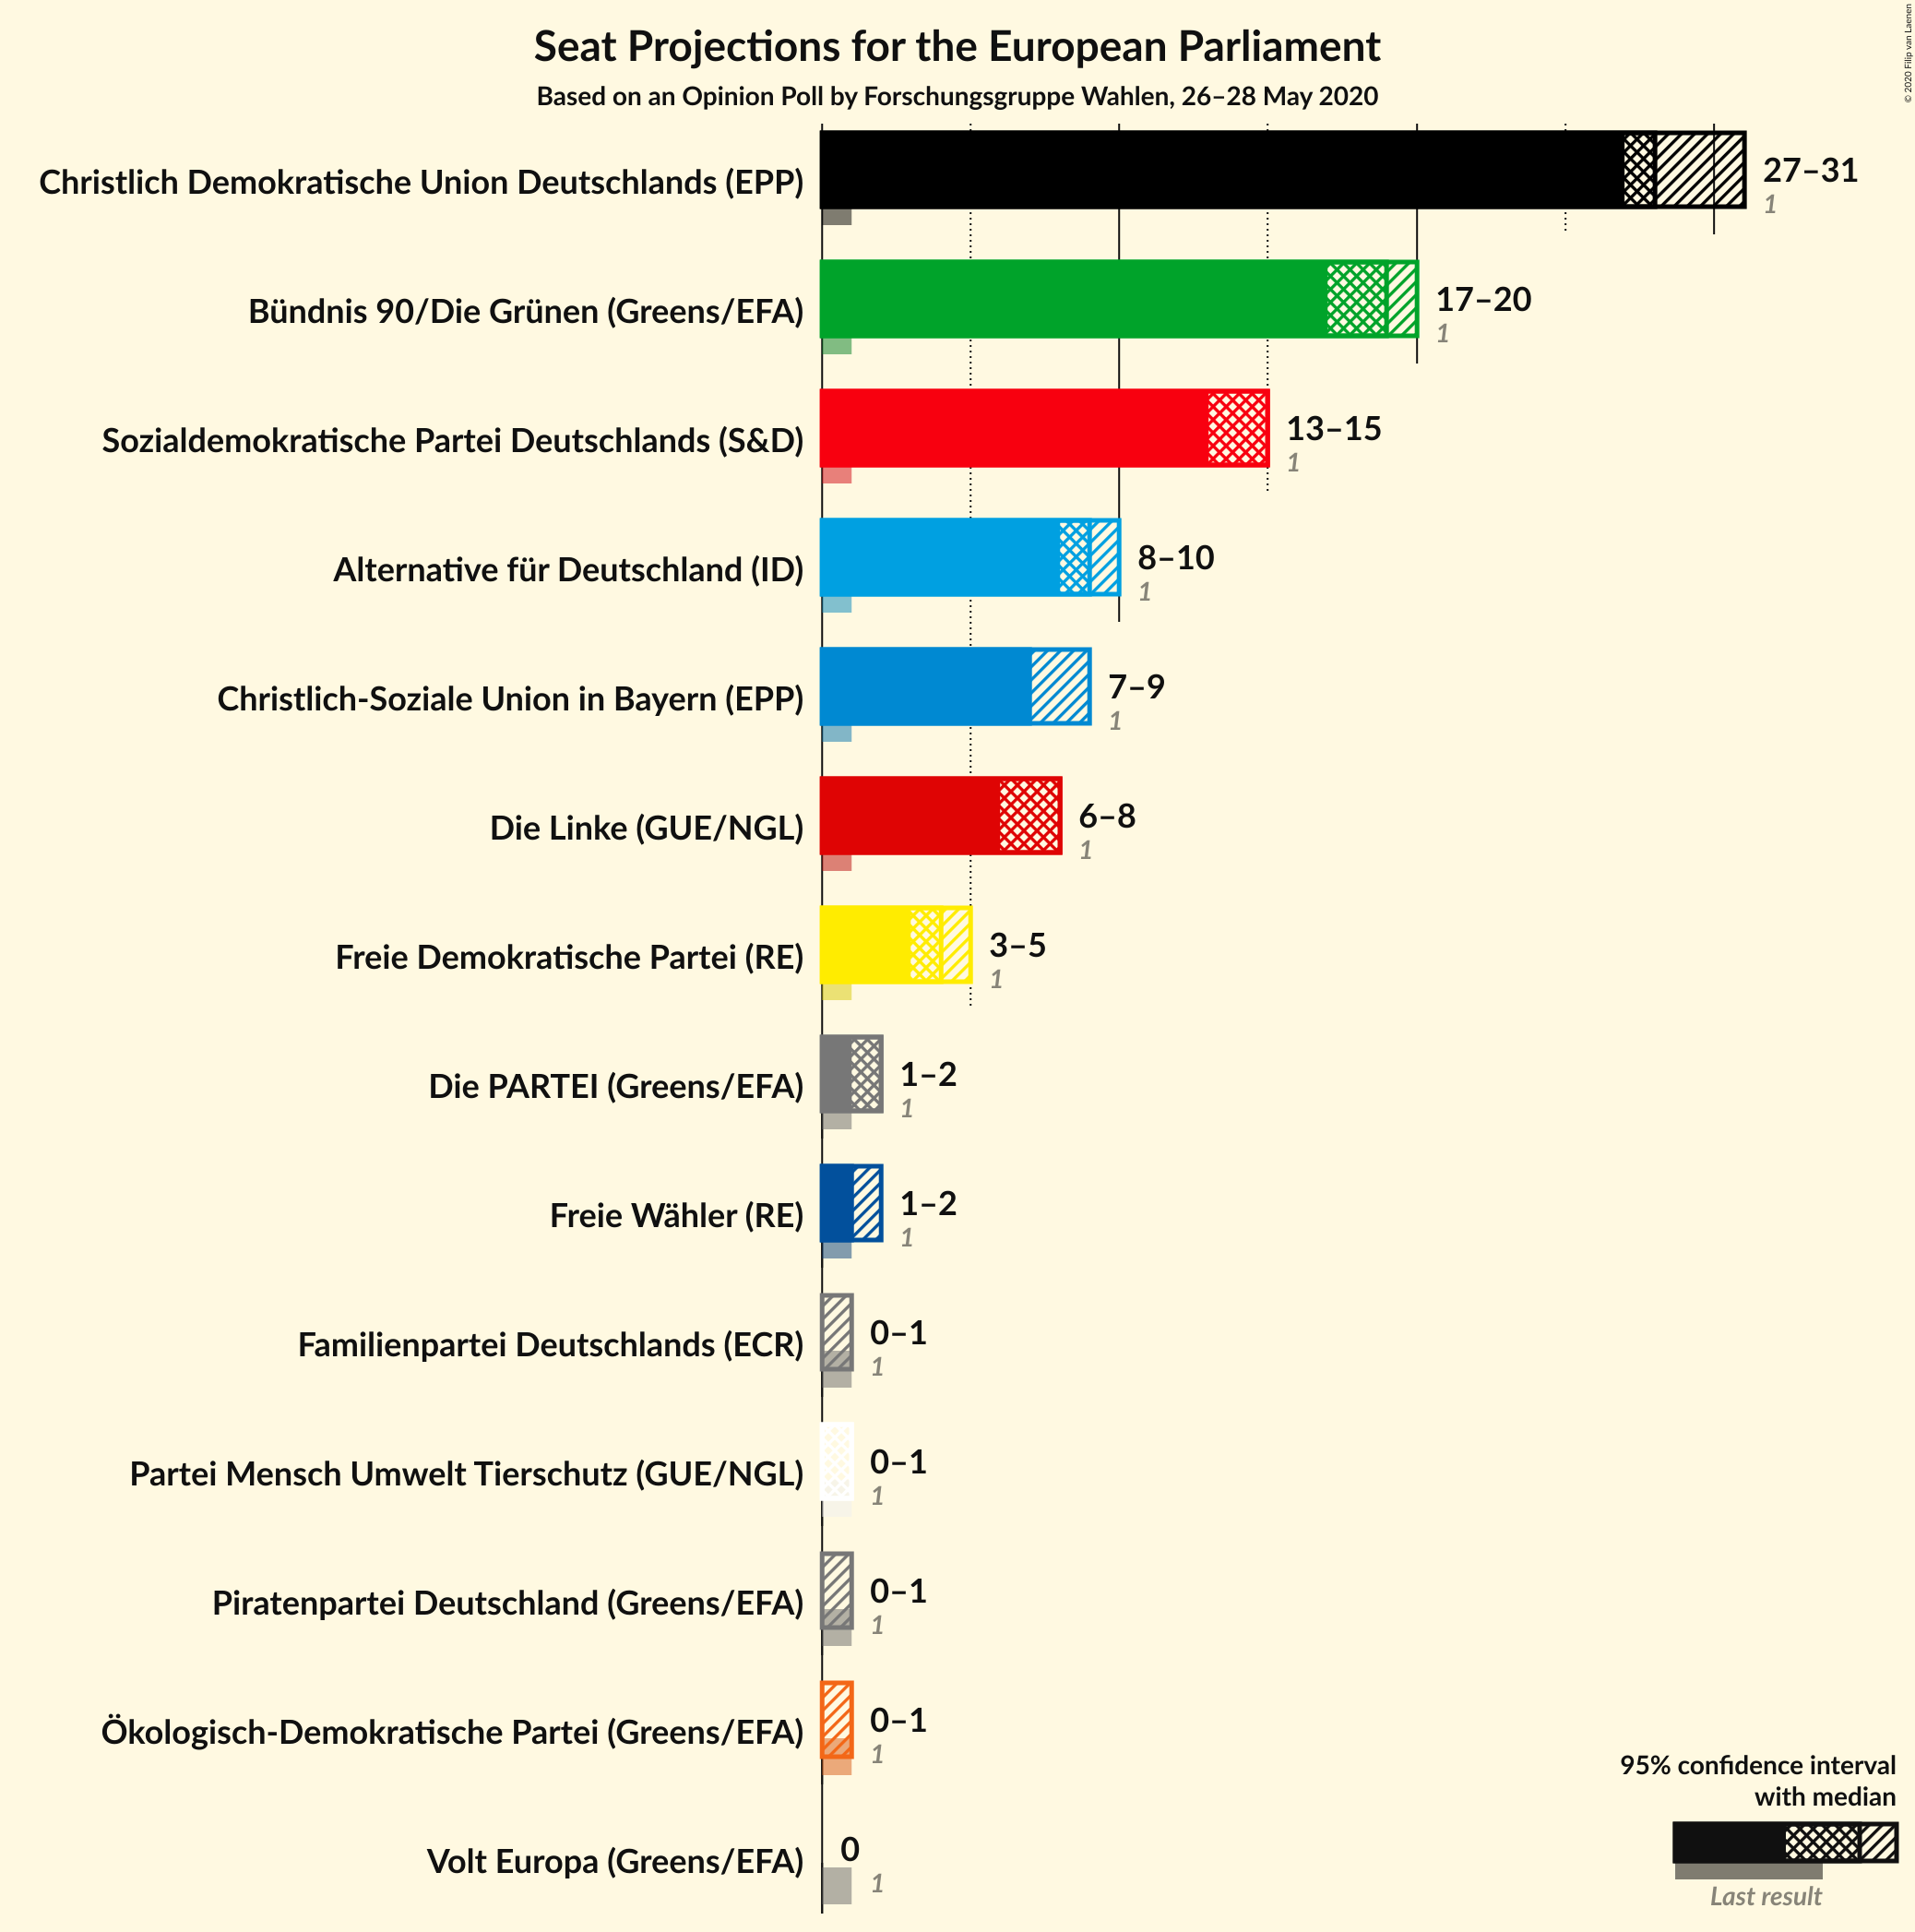 Seat Projections for the European Parliament
Based on an Opinion Poll by Forschungsgruppe Wahlen, 26–28 May 2020
© 2020 Filip van Laenen
Christlich Demokratische Union Deutschlands (EPP)
27–31
1
Bündnis 90/Die Grünen (Greens/EFA)
17–20
1
Sozialdemokratische Partei Deutschlands (S&D)
13–15
1
Alternative für Deutschland (ID)
8–10
1
Christlich-Soziale Union in Bayern (EPP)
7–9
1
Die Linke (GUE/NGL)
6–8
1
Freie Demokratische Partei (RE)
3–5
1
Die PARTEI (Greens/EFA)
1–2
1
Freie Wähler (RE)
1–2
1
Familienpartei Deutschlands (ECR)
0–1
1
Partei Mensch Umwelt Tierschutz (GUE/NGL)
0–1
1
Piratenpartei Deutschland (Greens/EFA)
0–1
1
Ökologisch-Demokratische Partei (Greens/EFA)
0–1
1
Volt Europa (Greens/EFA)
0
1
95% confidence interval
with median
Last result